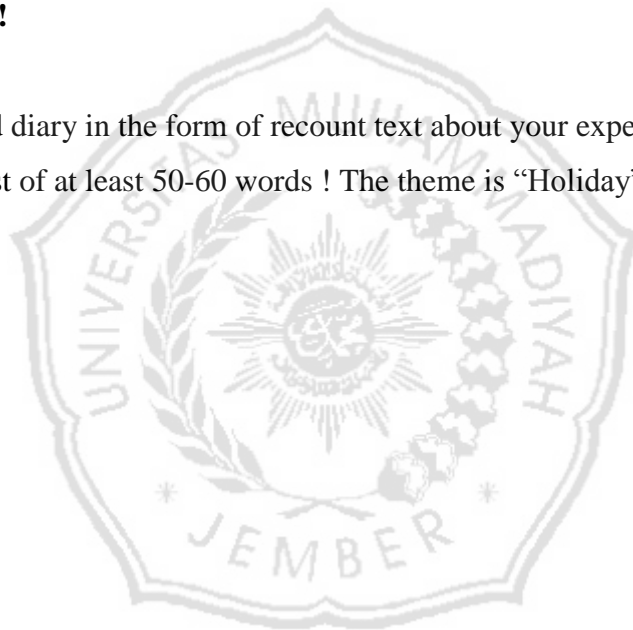 !
d diary in the form of recount text about your expe
st of at least 50-60 words ! The theme is “Holiday”
UNIVERSITAS MUHAMMADIYAH
JEMBER